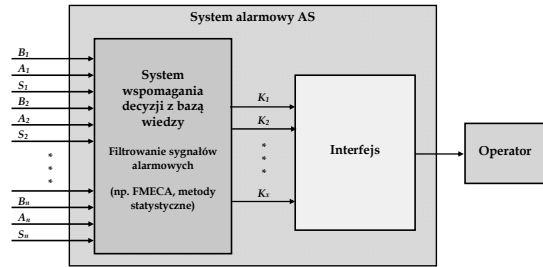 System alarmowy AS
B1
A1
S1
B2
A2
S2
* * *
Bn
An
Sn
System
wspomagania
decyzji z bazą
wiedzy
Filtrowanie sygnałów
alarmowych
(np. FMECA, metody
statystyczne)
K1
K2
* * *
Kx
Interfejs
Operator